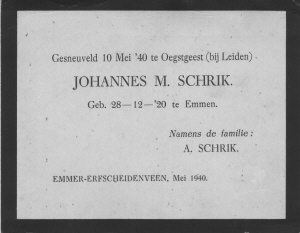 Gesneuveld 10 Mei '40 te Oegstgeest (bij Leiden)
JOHANNES M. SCHRIK.
Geb. 28—12—'20 te Emmen.
Namens de familie:
A. SCHRIK.
EMMER-ERFSCHEIDENVEEN, Mei 1940.